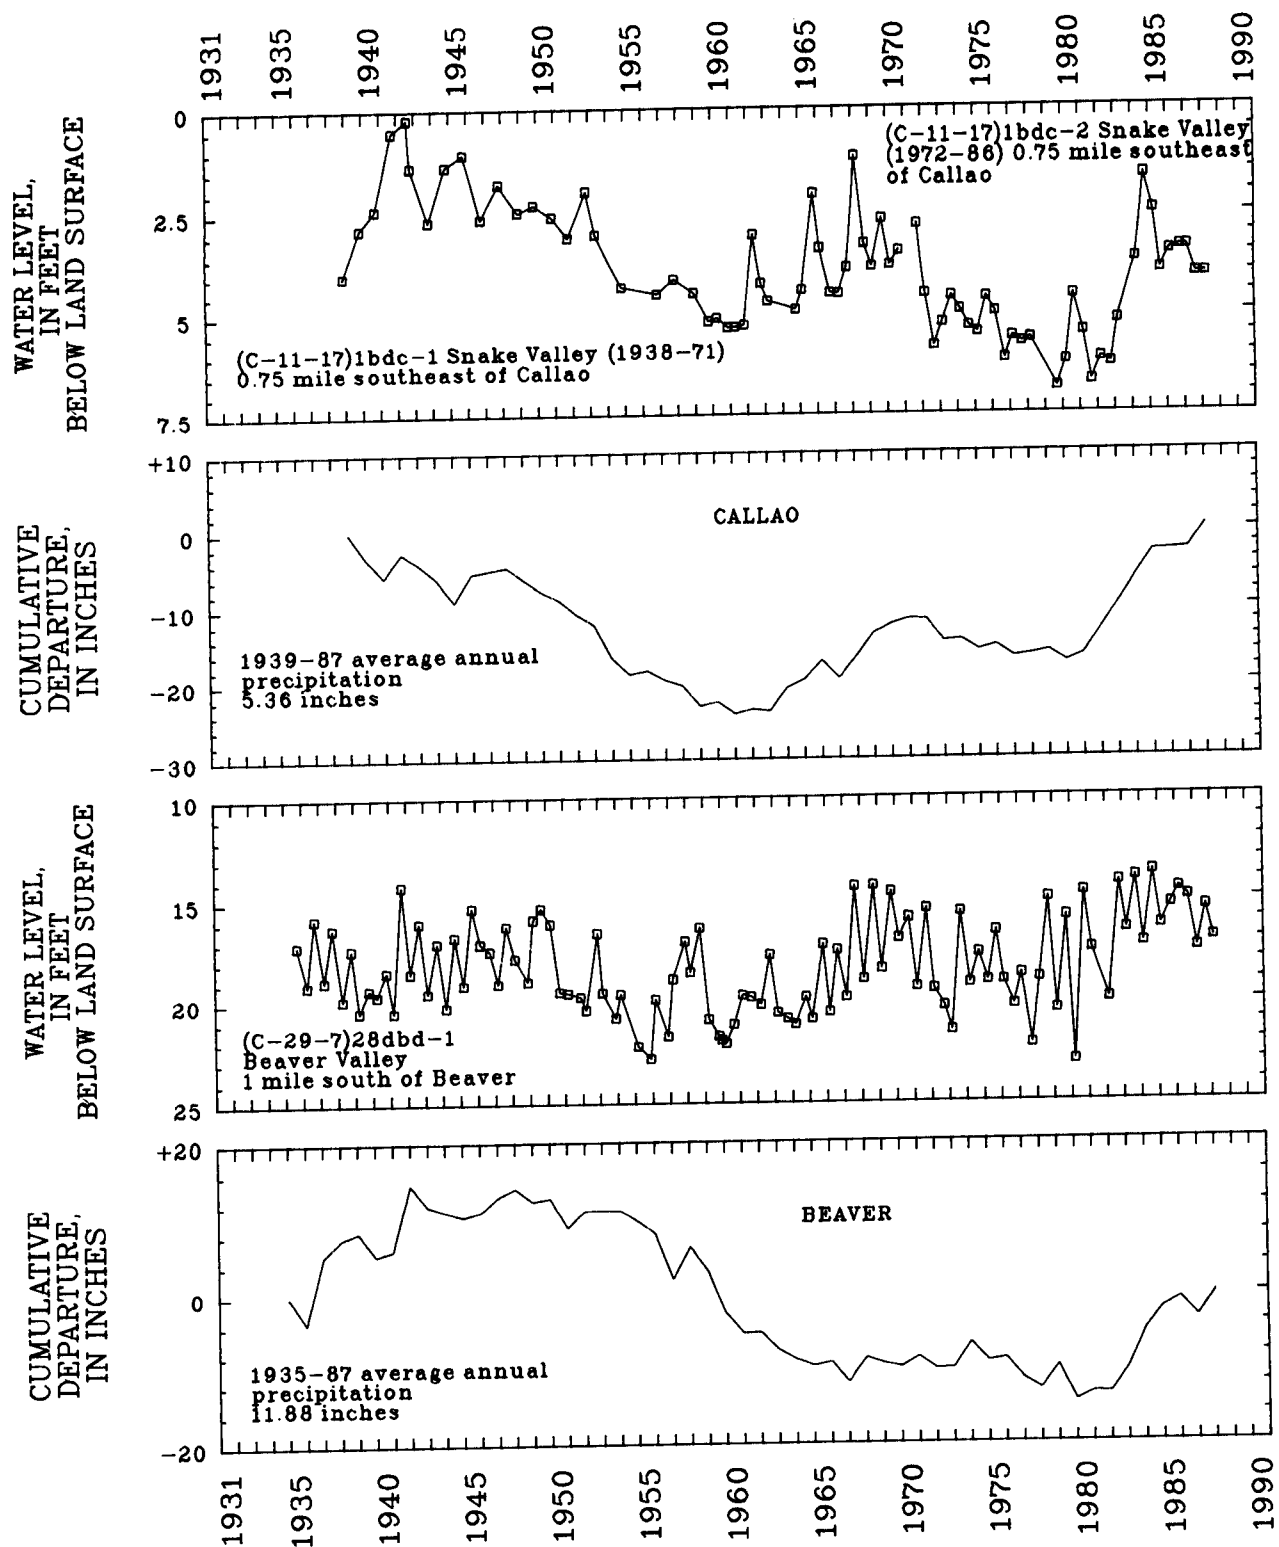 1931 1935 1940 1945 1950 1955 1960 1965 1970 1975 1980 1985 1990
WATER LEVEL,
IN FEET
BELOW LAND SURFACE
0
2.5
5
7.5
(C-11-17)1bdc-2 Snake Valley
(1972-86) 0.75 mile southeast
of Callao
(C-11-17)1bdc-1 Snake Valley (1938-71)
0.75 mile southeast of Callao
CUMULATIVE
DEPARTURE,
IN INCHES
+10
0
-10
-20
-30
CALLAO
1939-87 average annual
precipitation
5.36 inches
WATER LEVEL,
IN FEET
BELOW LAND SURFACE
10
15
20
25
(C-29-7)28dbd-1
Beaver Valley
1 mile south of Beaver
CUMULATIVE
DEPARTURE,
IN INCHES
+20
0
-20
BEAVER
1935-87 average annual
precipitation
11.88 inches
1931 1935 1940 1945 1950 1955 1960 1965 1970 1975 1980 1985 1990